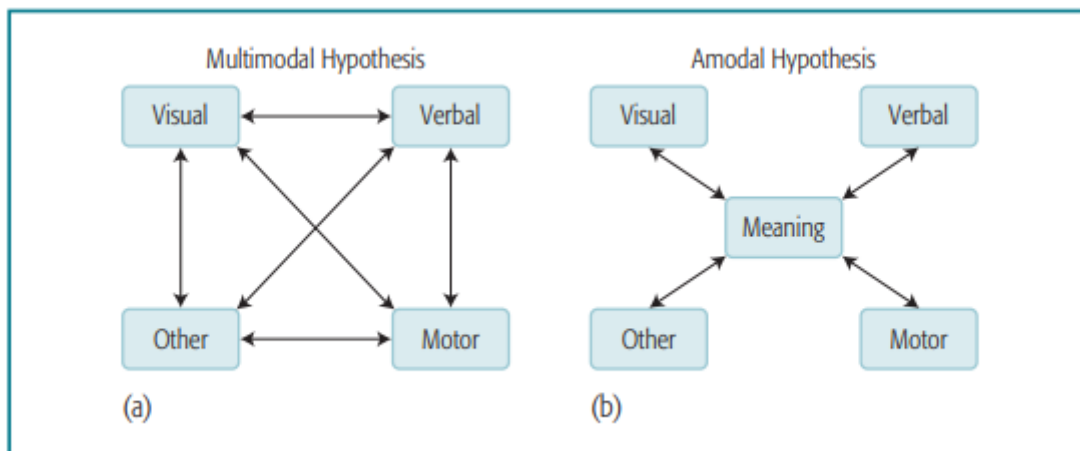 Multimodal Hypothesis
Visual
Verbal
Other
Motor
(a)
Amodal Hypothesis
Visual
Verbal
Meaning
Other
Motor
(b)